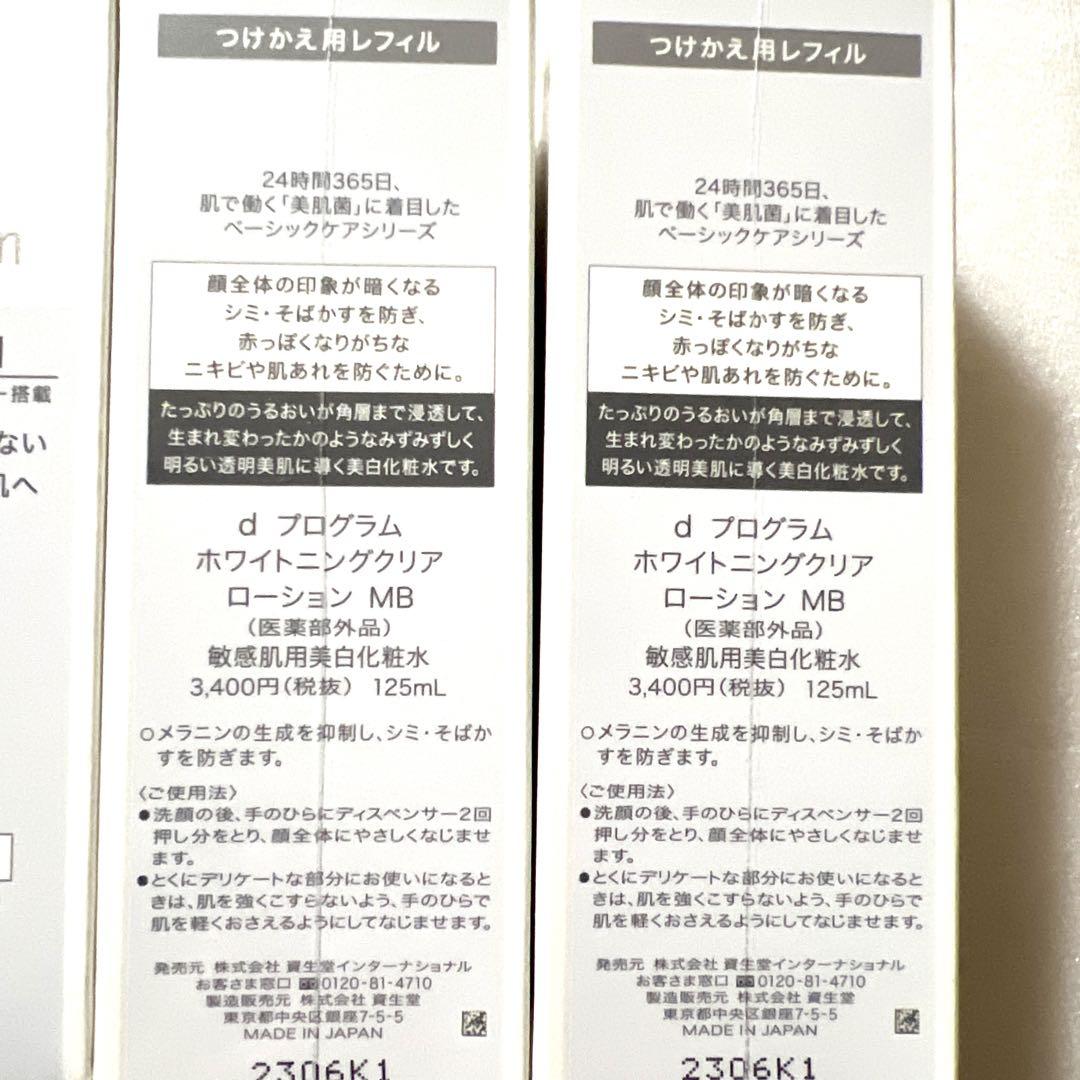 m
ー搭載
ない
肌へ
つけかえ用レフィル
24時間365日、
肌で働く「美肌菌」に着目した
ベーシックケアシリーズ
顔全体の印象が暗くなる
シミ・そばかすを防ぎ、
赤っぽくなりがちな
ニキビや肌あれを防ぐために。
たっぷりのうるおいが角層まで浸透して、
生まれ変わったかのようなみずみずしく
明るい透明美肌に導く美白化粧水です。
d プログラム
ホワイトニングクリア
ローション MB
(医薬部外品)
敏感肌用美白化粧水
3,400円(税抜) 125mL
○メラニンの生成を抑制し、シミ・そばか
すを防ぎます。
〈ご使用法〉
●洗顔の後、手のひらにディスペンサー2回
押し分をとり、顔全体にやさしくなじませ
ます。
●とくにデリケートな部分にお使いになると
きは、肌を強くこすらないよう、手のひらで
肌を軽くおさえるようにしてなじませます。
発売元 株式会社 資生堂インターナショナル
お客さま窓口 0120-81-4710
製造販売元 株式会社 資生堂
東京都中央区銀座7-5-5
MADE IN JAPAN
2306K1
つけかえ用レフィル
24時間365日、
肌で働く「美肌菌」に着目した
ベーシックケアシリーズ
顔全体の印象が暗くなる
シミ・そばかすを防ぎ、
赤っぽくなりがちな
ニキビや肌あれを防ぐために。
たっぷりのうるおいが角層まで浸透して、
生まれ変わったかのようなみずみずしく
明るい透明美肌に導く美白化粧水です。
d プログラム
ホワイトニングクリア
ローション MB
(医薬部外品)
敏感肌用美白化粧水
3,400円(税抜) 125mL
○メラニンの生成を抑制し、シミ・そばか
すを防ぎます。
〈ご使用法〉
●洗顔の後、手のひらにディスペンサー2回
押し分をとり、顔全体にやさしくなじませ
ます。
●とくにデリケートな部分にお使いになると
きは、肌を強くこすらないよう、手のひらで
肌を軽くおさえるようにしてなじませます。
発売元 株式会社 資生堂インターナショナル
お客さま窓口 0120-81-4710
製造販売元 株式会社 資生堂
東京都中央区銀座7-5-5
MADE IN JAPAN
2306K1